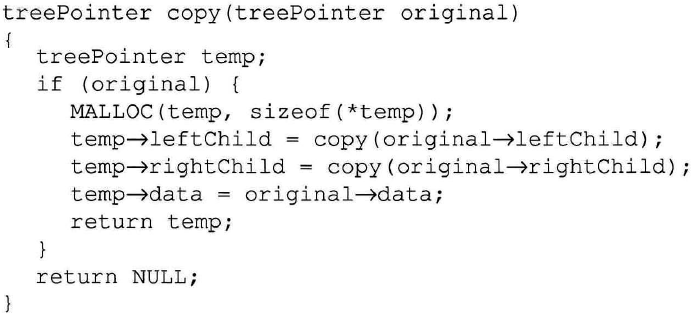 treePointer copy(treePointer original)
{
treePointer temp;
if (original) {
MALLOC(temp, sizeof(*temp));
temp→leftChild = copy(original→leftChild);
temp→rightChild = copy(original→rightChild);
temp→data = original→data;
return temp;
}
return NULL;
}